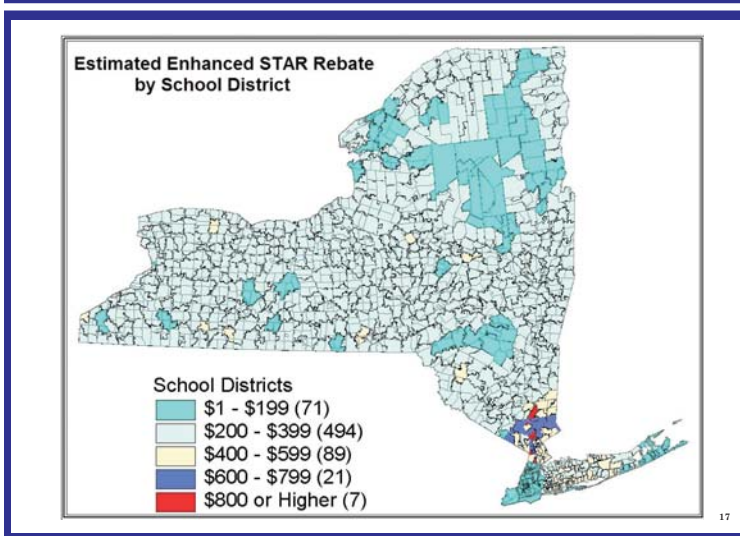 Estimated Enhanced STAR Rebate
by School District
School Districts
$1 - $199 (71)
$200 - $399 (494)
$400 - $599 (89)
$600 - $799 (21)
$800 or Higher (7)
17